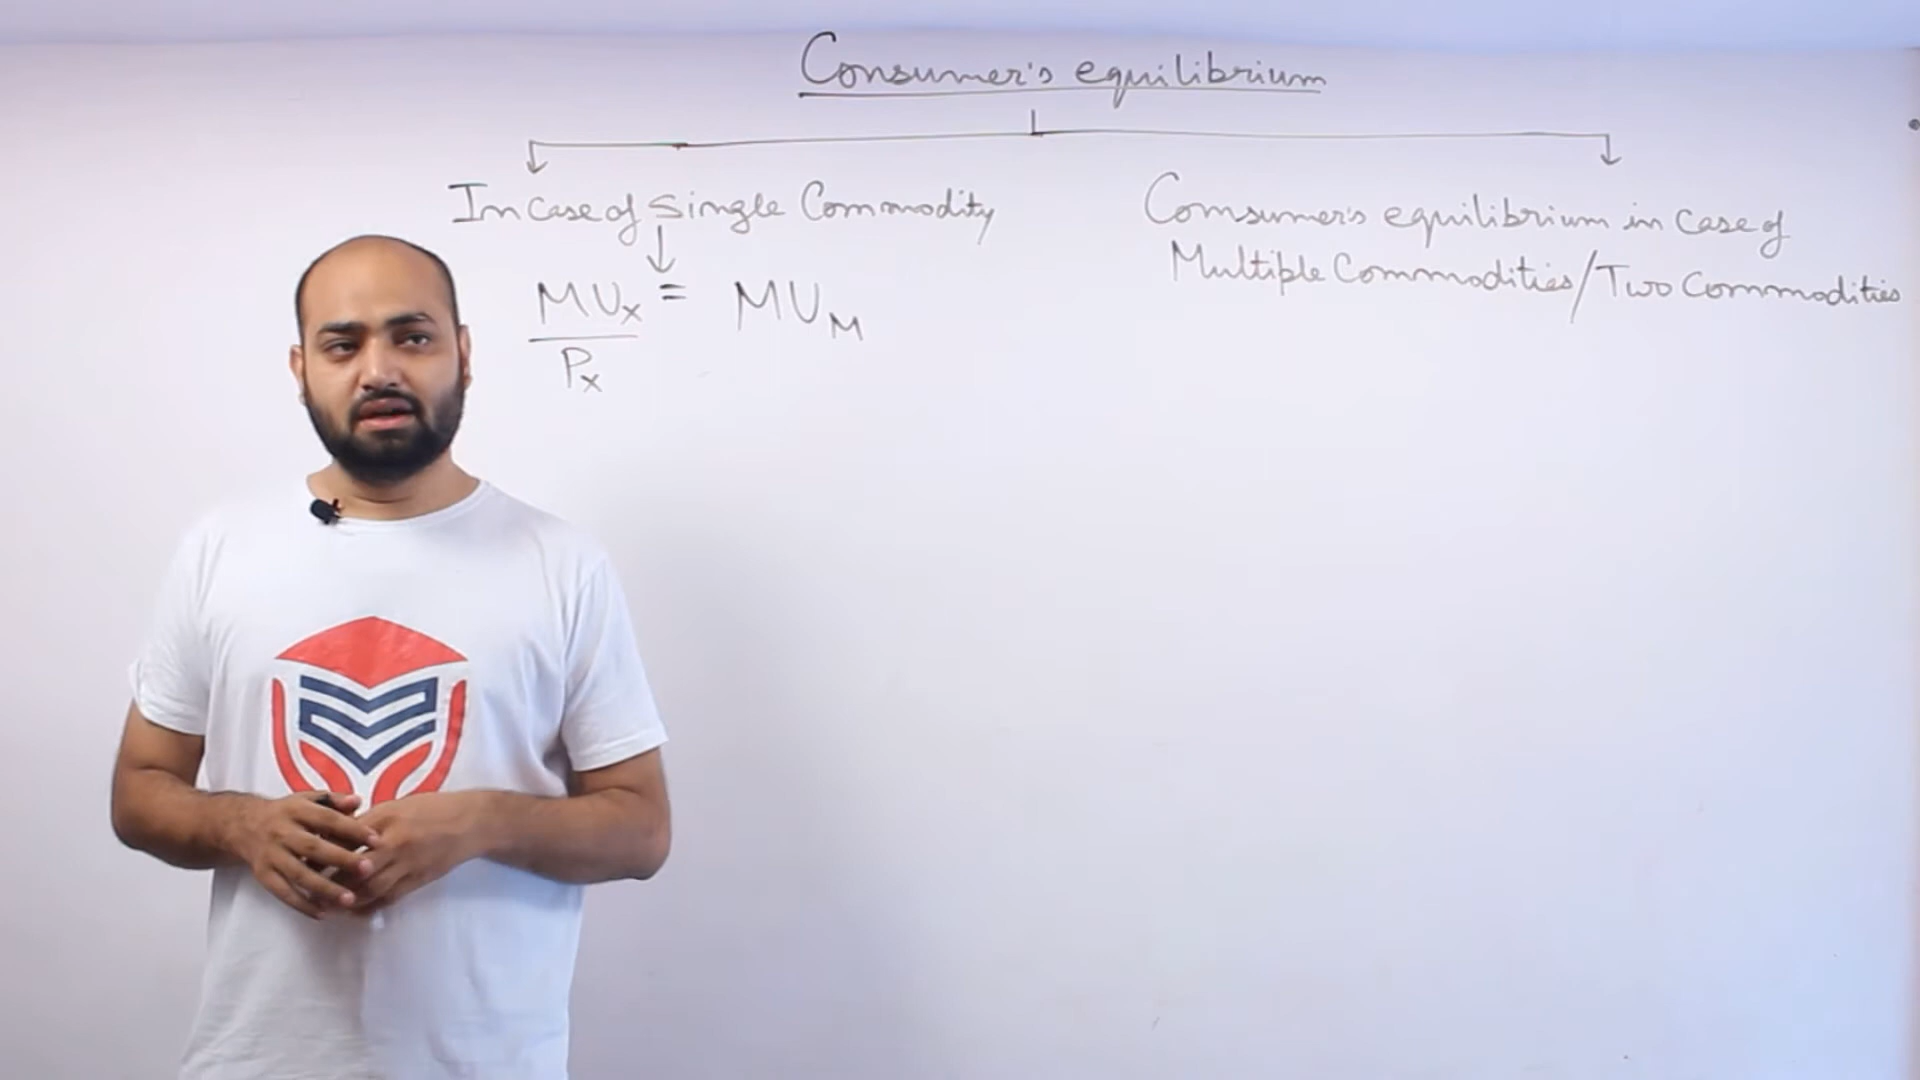 Consumer's equilibrium
In case of Single Commodity
Consumer's equilibrium in case of
Multiple Commodities/Two Commodities
MUx = MUM
Px